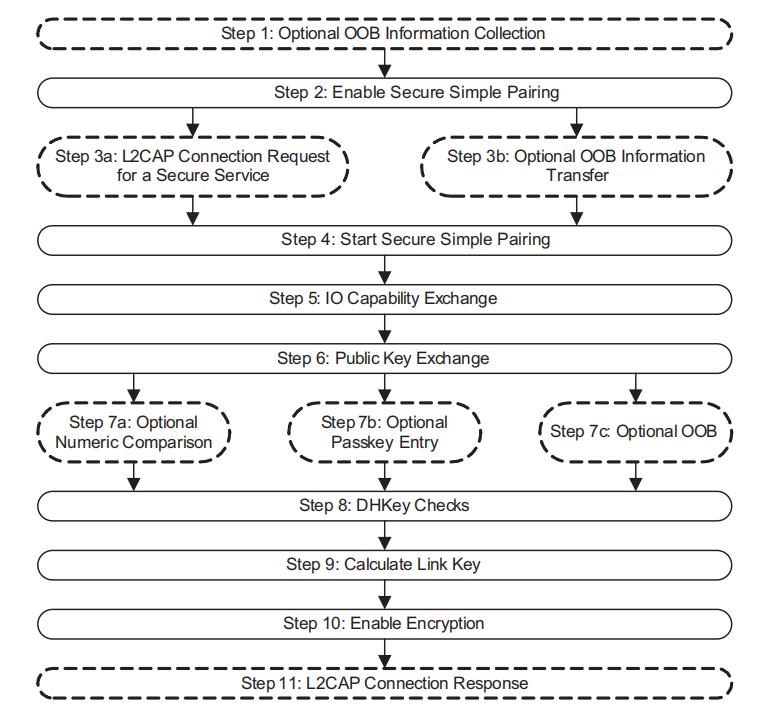 Step 1: Optional OOB Information Collection
Step 2: Enable Secure Simple Pairing
Step 3a: L2CAP Connection Request
for a Secure Service
Step 3b: Optional OOB Information
Transfer
Step 4: Start Secure Simple Pairing
Step 5: IO Capability Exchange
Step 6: Public Key Exchange
Step 7a: Optional
Numeric Comparison
Step 7b: Optional
Passkey Entry
Step 7c: Optional OOB
Step 8: DHKey Checks
Step 9: Calculate Link Key
Step 10: Enable Encryption
Step 11: L2CAP Connection Response